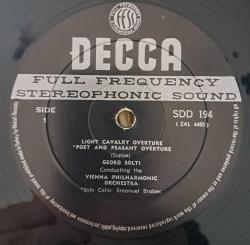 FFSS
DECCA
FULL FREQUENCY
STEREOPHONIC SOUND
SIDE
1
SDD 194
( ZAL 4485 )
LIGHT CAVALRY OVERTURE
*POET AND PEASANT OVERTURE
(Suppe)
GEORG SOLTI
Conducting the
VIENNA PHILHARMONIC
ORCHESTRA
*Solo Cello: Emanuel Brabec